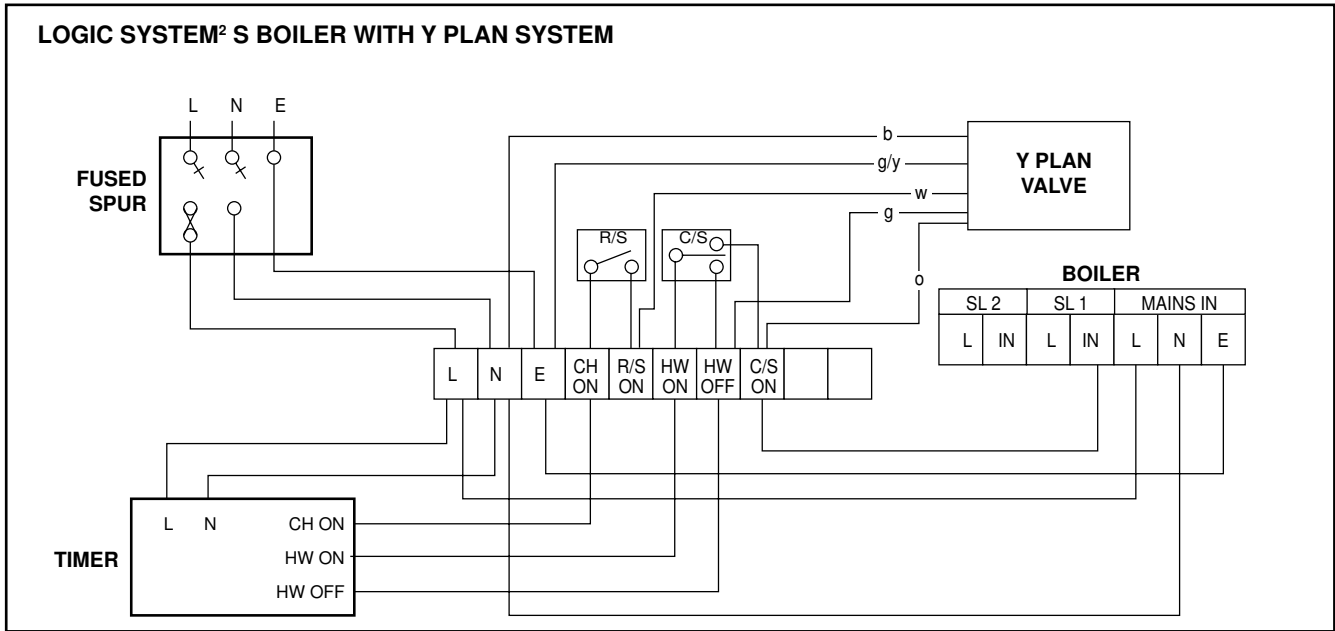 LOGIC SYSTEM² S BOILER WITH Y PLAN SYSTEM
L N E
FUSED
SPUR
b
g/y
w
g
o
Y PLAN
VALVE
R/S
C/S
BOILER
SL 2 SL 1 MAINS IN
L IN L IN L N E
L N E CH ON R/S ON HW ON HW OFF C/S ON
TIMER
L N
CH ON
HW ON
HW OFF